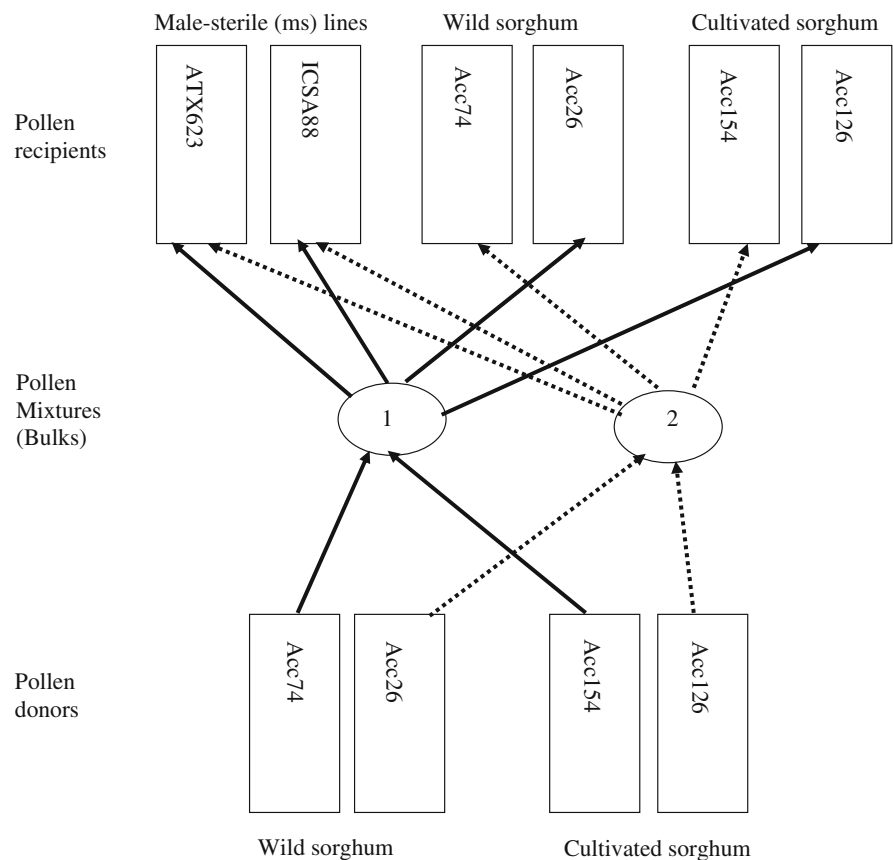 Male-sterile (ms) lines
Wild sorghum
Cultivated sorghum
ATX623
ICSA88
Acc74
Acc26
Acc154
Acc126
Pollen
recipients
Pollen
Mixtures
(Bulks)
1
2
Acc74
Acc26
Acc154
Acc126
Pollen
donors
Wild sorghum
Cultivated sorghum